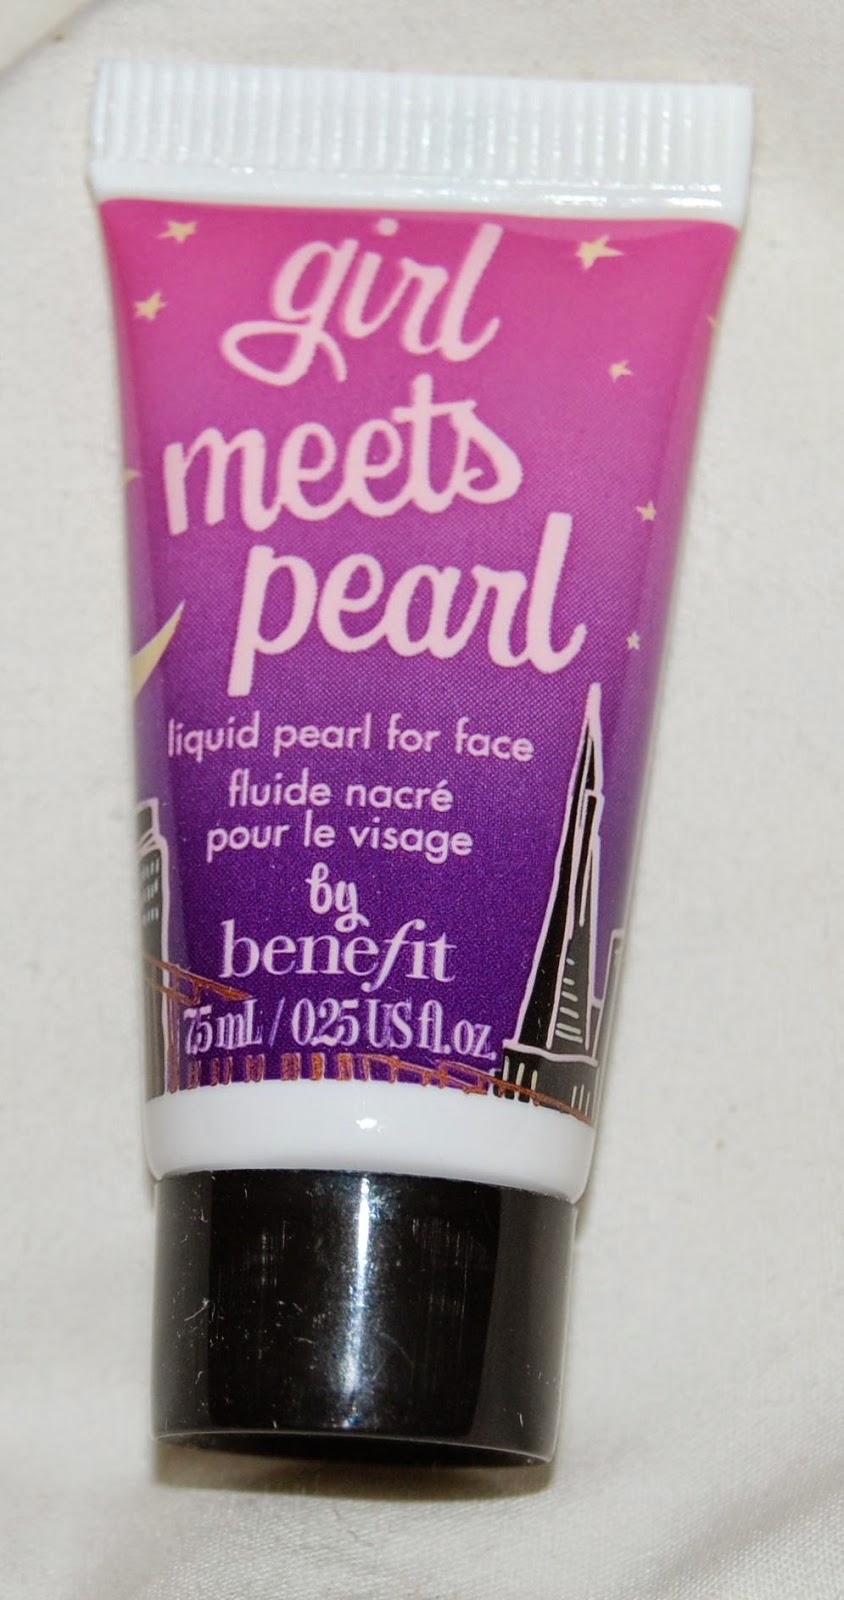 girl
meets
pearl
liquid pearl for face
fluide nacré
pour le visage
by
benefit
7.5 mL / 0.25 US fl. oz.